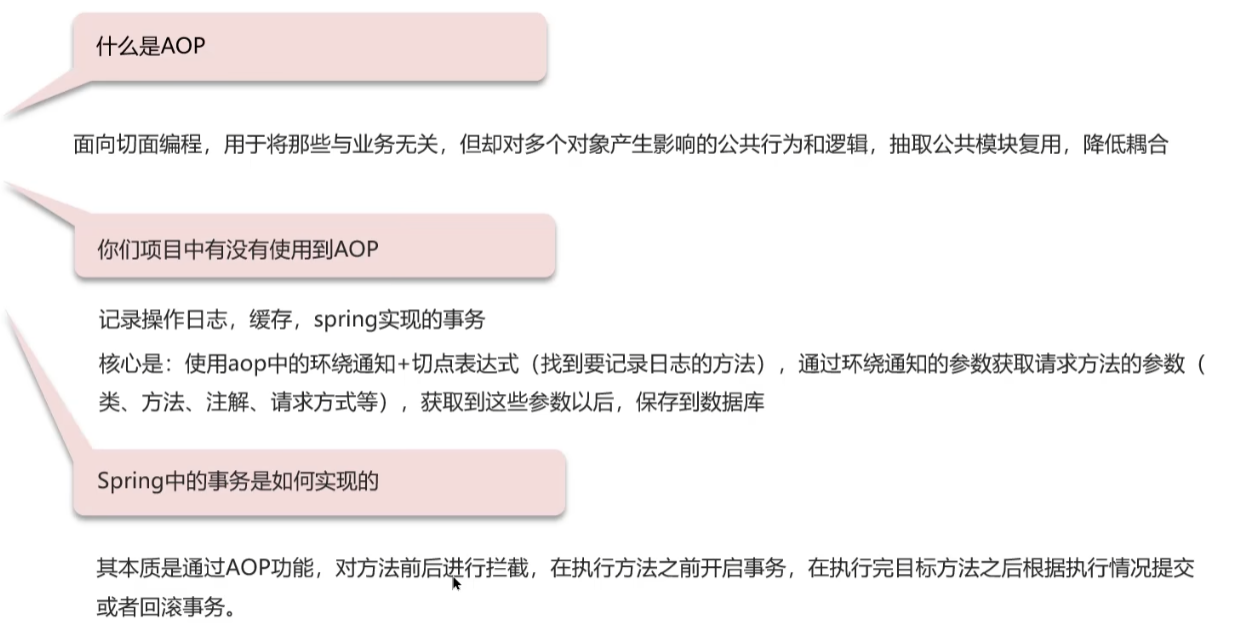 什么是AOP
面向切面编程，用于将那些与业务无关，但却对多个对象产生影响的公共行为和逻辑，抽取公共模块复用，降低耦合
你们项目中有没有使用到AOP
记录操作日志，缓存，spring实现的事务
核心是：使用aop中的环绕通知+切点表达式（找到要记录日志的方法），通过环绕通知的参数获取请求方法的参数（
类、方法、注解、请求方式等），获取到这些参数以后，保存到数据库
Spring中的事务是如何实现的
其本质是通过AOP功能，对方法前后进行拦截，在执行方法之前开启事务，在执行完目标方法之后根据执行情况提交
或者回滚事务。